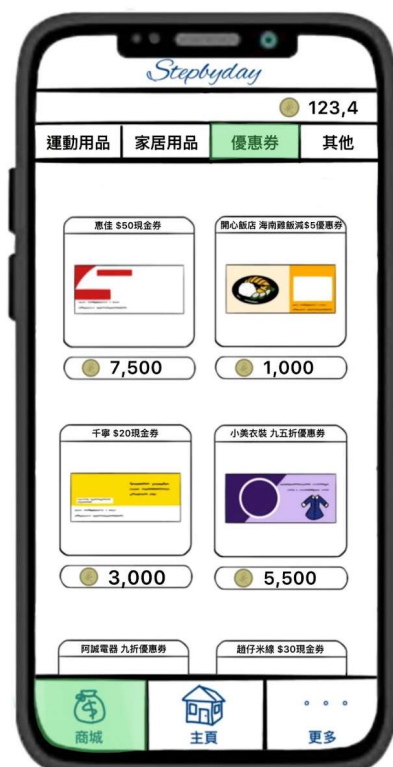 Stepbyday
123,4
運動用品 家居用品 優惠券 其他
惠佳 $50現金券
開心飯店 海南雞飯減$5優惠券
7,500
1,000
千寧 $20現金券
小美衣裝 九五折優惠券
3,000
5,500
阿誠電器 九折優惠券
趙仔米線 $30現金券
商城
主頁
更多